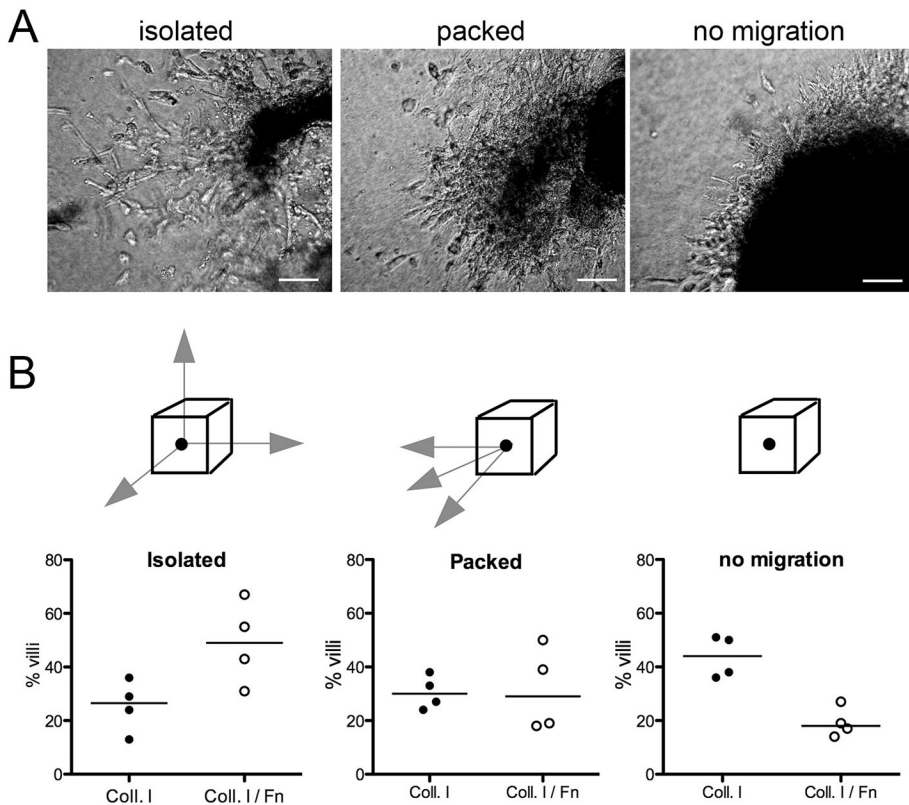 A
isolated packed no migration
B
Isolated Packed no migration
% villi
80
60
40
20
0
Coll. I Coll. I / Fn
% villi
80
60
40
20
0
Coll. I Coll. I / Fn
% villi
80
60
40
20
0
Coll. I Coll. I / Fn